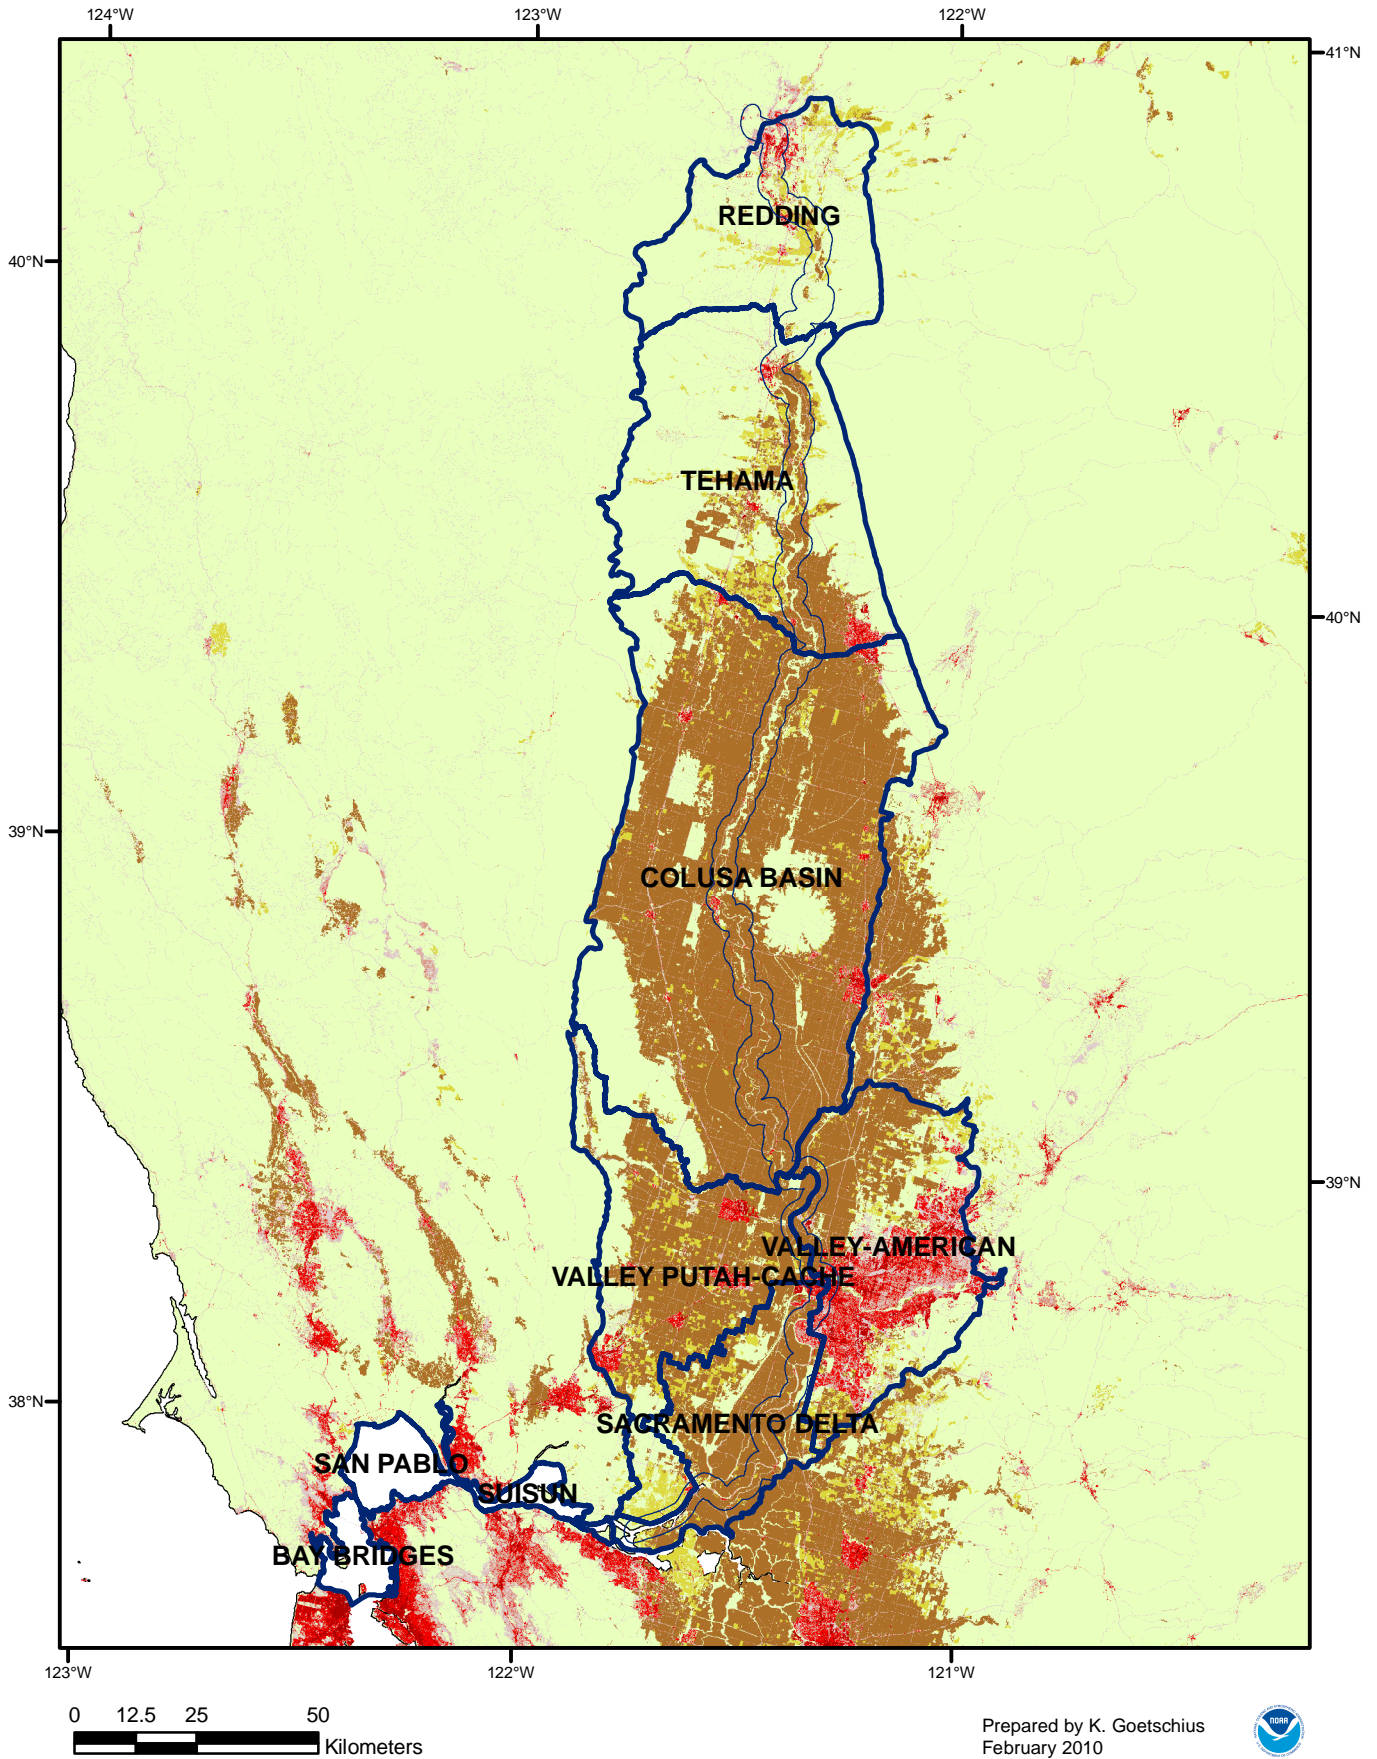 124°W 123°W 122°W
41°N
REDDING
40°N
TEHAMA
40°N
39°N
COLUSA BASIN
39°N
VALLEY-AMERICAN
VALLEY PUTAH-CACHE
38°N
SACRAMENTO DELTA
SAN PABLO
SUISUN
BAY BRIDGES
123°W 122°W 121°W
0 12.5 25 50
Kilometers
Prepared by K. Goetschius
February 2010
NOAA